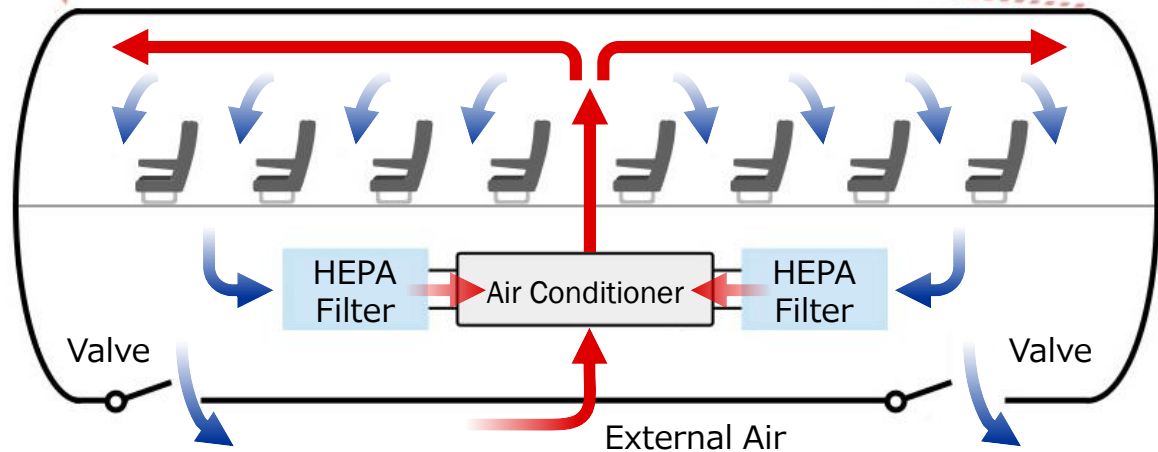 HEPA
Filter
Air Conditioner
HEPA
Filter
Valve
Valve
External Air